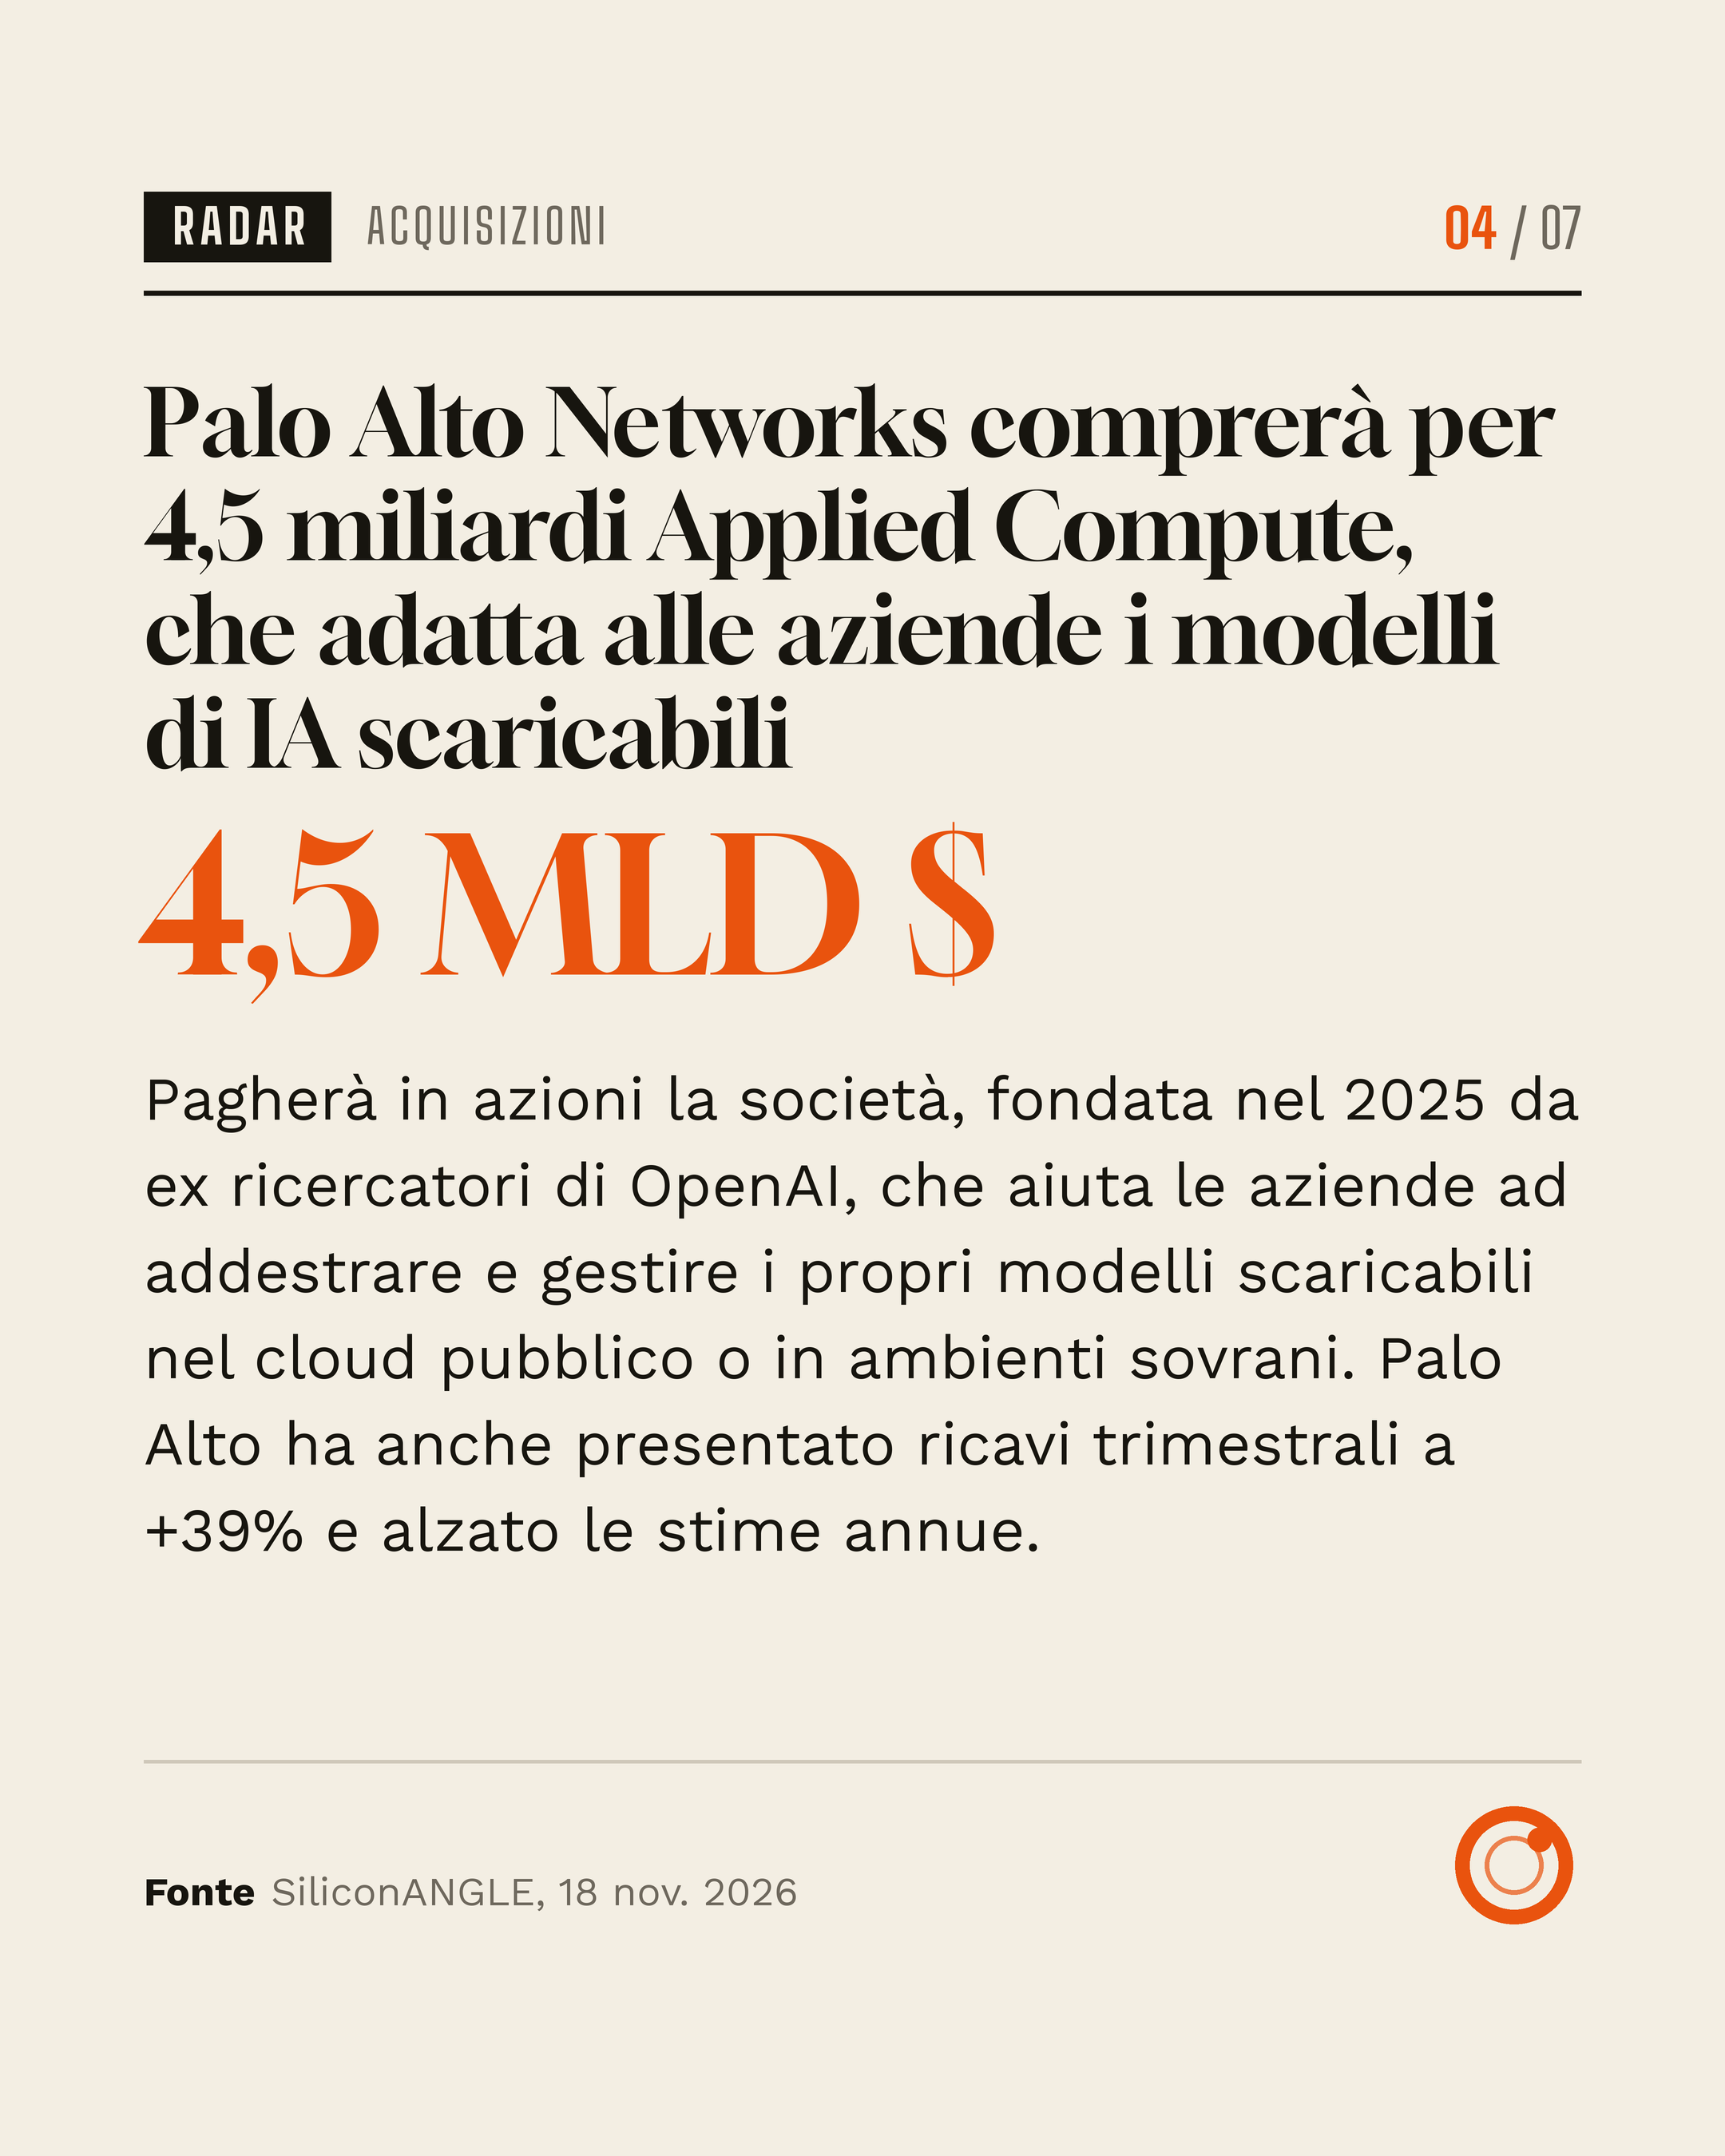 RADAR ACQUISIZIONI 04 / 07
Palo Alto Networks comprerà per
4,5 miliardi Applied Compute,
che adatta alle aziende i modelli
di IA scaricabili
4,5 MLD $
Pagherà in azioni la società, fondata nel 2025 da
ex ricercatori di OpenAI, che aiuta le aziende ad
addestrare e gestire i propri modelli scaricabili
nel cloud pubblico o in ambienti sovrani. Palo
Alto ha anche presentato ricavi trimestrali a
+39% e alzato le stime annue.
Fonte SiliconANGLE, 18 nov. 2026